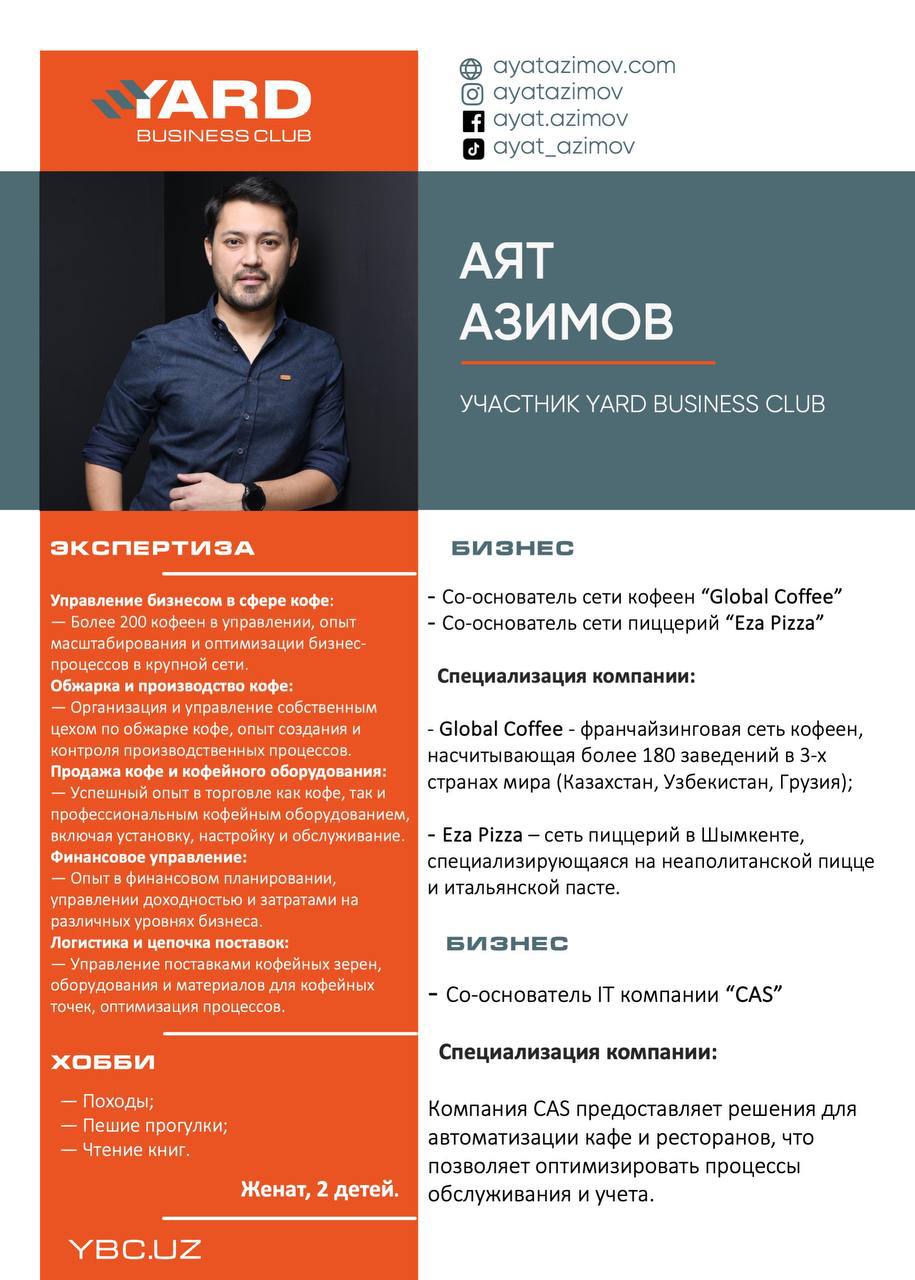 YARD
BUSINESS CLUB
ayatazimov.com
ayatazimov
ayat.azimov
ayat_azimov
АЯТ
АЗИМОВ
УЧАСТНИК YARD BUSINESS CLUB
ЭКСПЕРТИЗА
Управление бизнесом в сфере кофе:
— Более 200 кофеен в управлении, опыт
масштабирования и оптимизации бизнес-
процессов в крупной сети.
Обжарка и производство кофе:
— Организация и управление собственным
цехом по обжарке кофе, опыт создания и
контроля производственных процессов.
Продажа кофе и кофейного оборудования:
— Успешный опыт в торговле как кофе, так и
профессиональным кофейным оборудованием,
включая установку, настройку и обслуживание.
Финансовое управление:
— Опыт в финансовом планировании,
управлении доходностью и затратами на
различных уровнях бизнеса.
Логистика и цепочка поставок:
— Управление поставками кофейных зерен,
оборудования и материалов для кофейных
точек, оптимизация процессов.
ХОББИ
— Походы;
— Пешие прогулки;
— Чтение книг.
Женат, 2 детей.
YBC.UZ
БИЗНЕС
- Со-основатель сети кофеен “Global Coffee”
- Со-основатель сети пиццерий “Eza Pizza”
Специализация компании:
- Global Coffee - франчайзинговая сеть кофеен,
насчитывающая более 180 заведений в 3-х
странах мира (Казахстан, Узбекистан, Грузия);
- Eza Pizza – сеть пиццерий в Шымкенте,
специализирующаяся на неаполитанской пицце
и итальянской пасте.
БИЗНЕС
- Со-основатель IT компании “CAS”
Специализация компании:
Компания CAS предоставляет решения для
автоматизации кафе и ресторанов, что
позволяет оптимизировать процессы
обслуживания и учета.